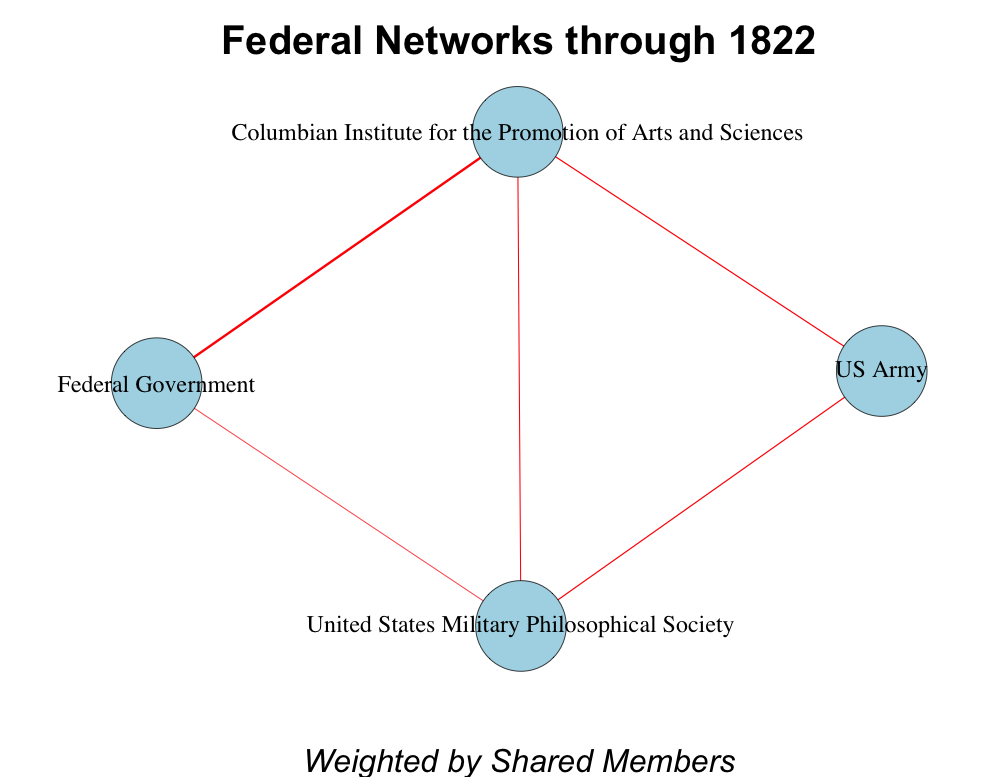 Federal Networks through 1822
Columbian Institute for the Promotion of Arts and Sciences
US Army
Federal Government
United States Military Philosophical Society
Weighted by Shared Members